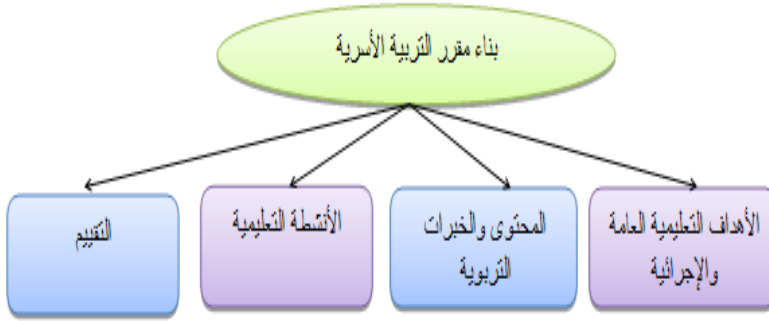 بناء مقرر التربية الأسرية
الأهداف التعليمية العامة
والإجرائية
المحتوى والخبرات
التربوية
الأنشطة التعليمية
التقييم